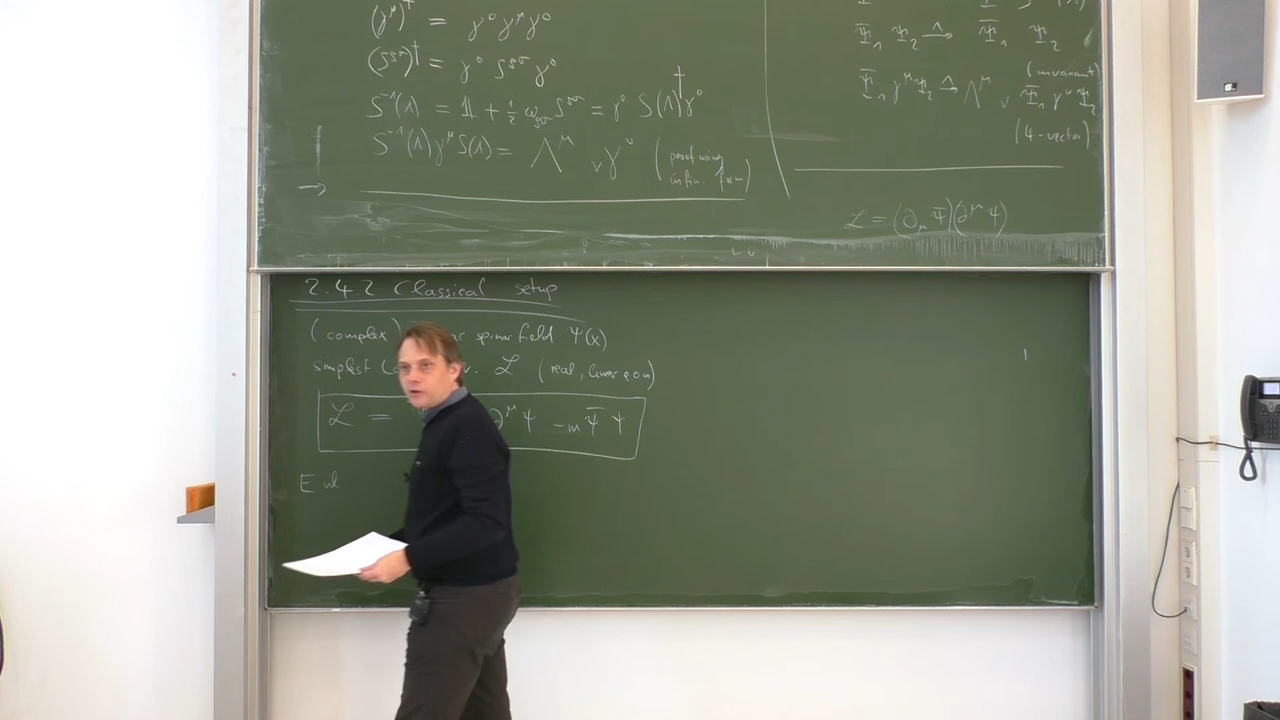 (γ^μ)^† = γ^0 γ^μ γ^0
(S^{ρσ})^† = γ^0 S^{ρσ} γ^0
S^{-1}(Λ) = 𝟙 + 1/2 ω_{ρσ} S^{ρσ} = γ^0 S(Λ)^† γ^0
S^{-1}(Λ) γ^μ S(Λ) = Λ^μ_ν γ^ν (proof using infin. form)
→
Ψ̄_1 Ψ_2 →^Λ Ψ̄_1 Ψ_2
(invariant)
Ψ̄_1 γ^μ Ψ_2 →^Λ Λ^μ_ν Ψ̄_1 γ^ν Ψ_2
(4-vector)
ℒ = (∂_μ Ψ̄)(∂^μ Ψ)
2.4.2 Classical setup
(complex) spinor field Ψ(x)
simplest ℒ (real, linear eom)
ℒ = ∂^μ Ψ - m Ψ̄ Ψ
Eul